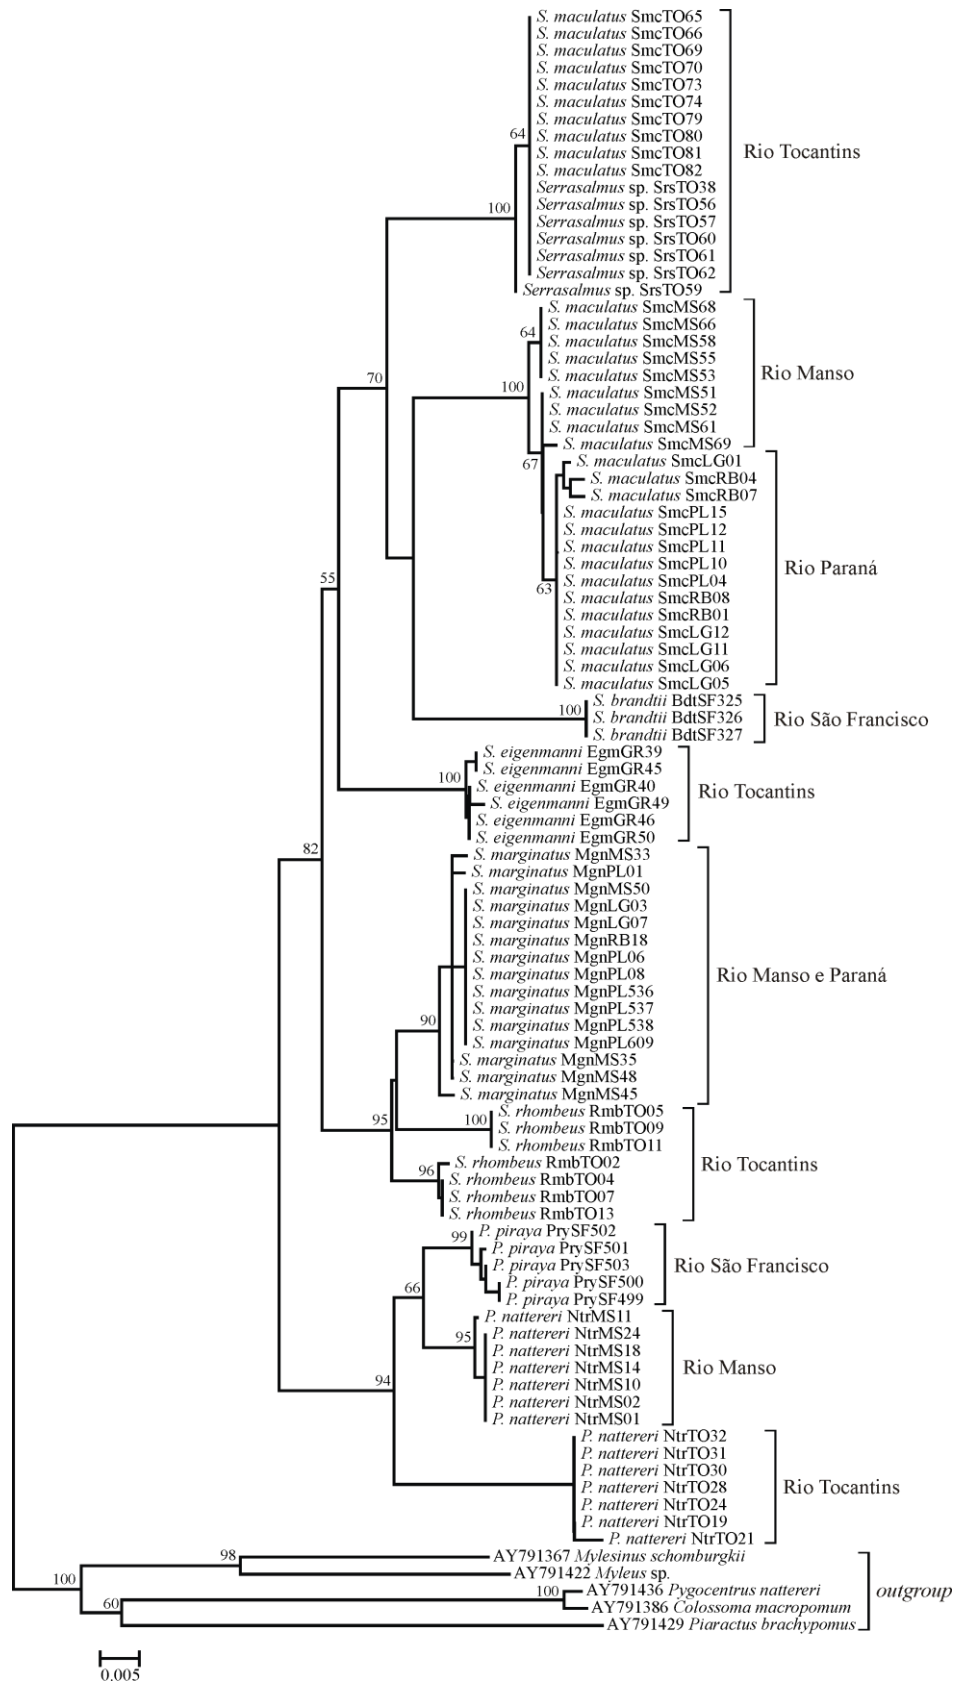 S. maculatus SmcTO65
S. maculatus SmcTO66
S. maculatus SmcTO69
S. maculatus SmcTO70
S. maculatus SmcTO73
S. maculatus SmcTO74
S. maculatus SmcTO79
S. maculatus SmcTO80
S. maculatus SmcTO81
S. maculatus SmcTO82
Serrasalmus sp. SrsTO38
Serrasalmus sp. SrsTO56
Serrasalmus sp. SrsTO57
Serrasalmus sp. SrsTO60
Serrasalmus sp. SrsTO61
Serrasalmus sp. SrsTO62
Serrasalmus sp. SrsTO59
64
100
Rio Tocantins
S. maculatus SmcMS68
S. maculatus SmcMS66
S. maculatus SmcMS58
S. maculatus SmcMS55
S. maculatus SmcMS53
S. maculatus SmcMS51
S. maculatus SmcMS52
S. maculatus SmcMS61
S. maculatus SmcMS69
64
100
70
67
Rio Manso
S. maculatus SmcLG01
S. maculatus SmcRB04
S. maculatus SmcRB07
S. maculatus SmcPL15
S. maculatus SmcPL12
S. maculatus SmcPL11
S. maculatus SmcPL10
S. maculatus SmcPL04
S. maculatus SmcRB08
S. maculatus SmcRB01
S. maculatus SmcLG12
S. maculatus SmcLG11
S. maculatus SmcLG06
S. maculatus SmcLG05
63
55
Rio Paraná
S. brandtii BdtSF325
S. brandtii BdtSF326
S. brandtii BdtSF327
100
Rio São Francisco
S. eigenmanni EgmGR39
S. eigenmanni EgmGR45
S. eigenmanni EgmGR40
S. eigenmanni EgmGR49
S. eigenmanni EgmGR46
S. eigenmanni EgmGR50
100
Rio Tocantins
82
S. marginatus MgnMS33
S. marginatus MgnPL01
S. marginatus MgnMS50
S. marginatus MgnLG03
S. marginatus MgnLG07
S. marginatus MgnRB18
S. marginatus MgnPL06
S. marginatus MgnPL08
S. marginatus MgnPL536
S. marginatus MgnPL537
S. marginatus MgnPL538
S. marginatus MgnPL609
S. marginatus MgnMS35
S. marginatus MgnMS48
S. marginatus MgnMS45
90
Rio Manso e Paraná
S. rhombeus RmbTO05
S. rhombeus RmbTO09
S. rhombeus RmbTO11
S. rhombeus RmbTO02
S. rhombeus RmbTO04
S. rhombeus RmbTO07
S. rhombeus RmbTO13
95
100
96
Rio Tocantins
P. piraya PrySF502
P. piraya PrySF501
P. piraya PrySF503
P. piraya PrySF500
P. piraya PrySF499
99
66
Rio São Francisco
P. nattereri NtrMS11
P. nattereri NtrMS24
P. nattereri NtrMS18
P. nattereri NtrMS14
P. nattereri NtrMS10
P. nattereri NtrMS02
P. nattereri NtrMS01
95
94
Rio Manso
P. nattereri NtrTO32
P. nattereri NtrTO31
P. nattereri NtrTO30
P. nattereri NtrTO28
P. nattereri NtrTO24
P. nattereri NtrTO19
P. nattereri NtrTO21
Rio Tocantins
AY791367 Mylesinus schomburgkii
AY791422 Myleus sp.
AY791436 Pygocentrus nattereri
AY791386 Colossoma macropomum
AY791429 Piaractus brachypomus
98
100
100
60
outgroup
0,005